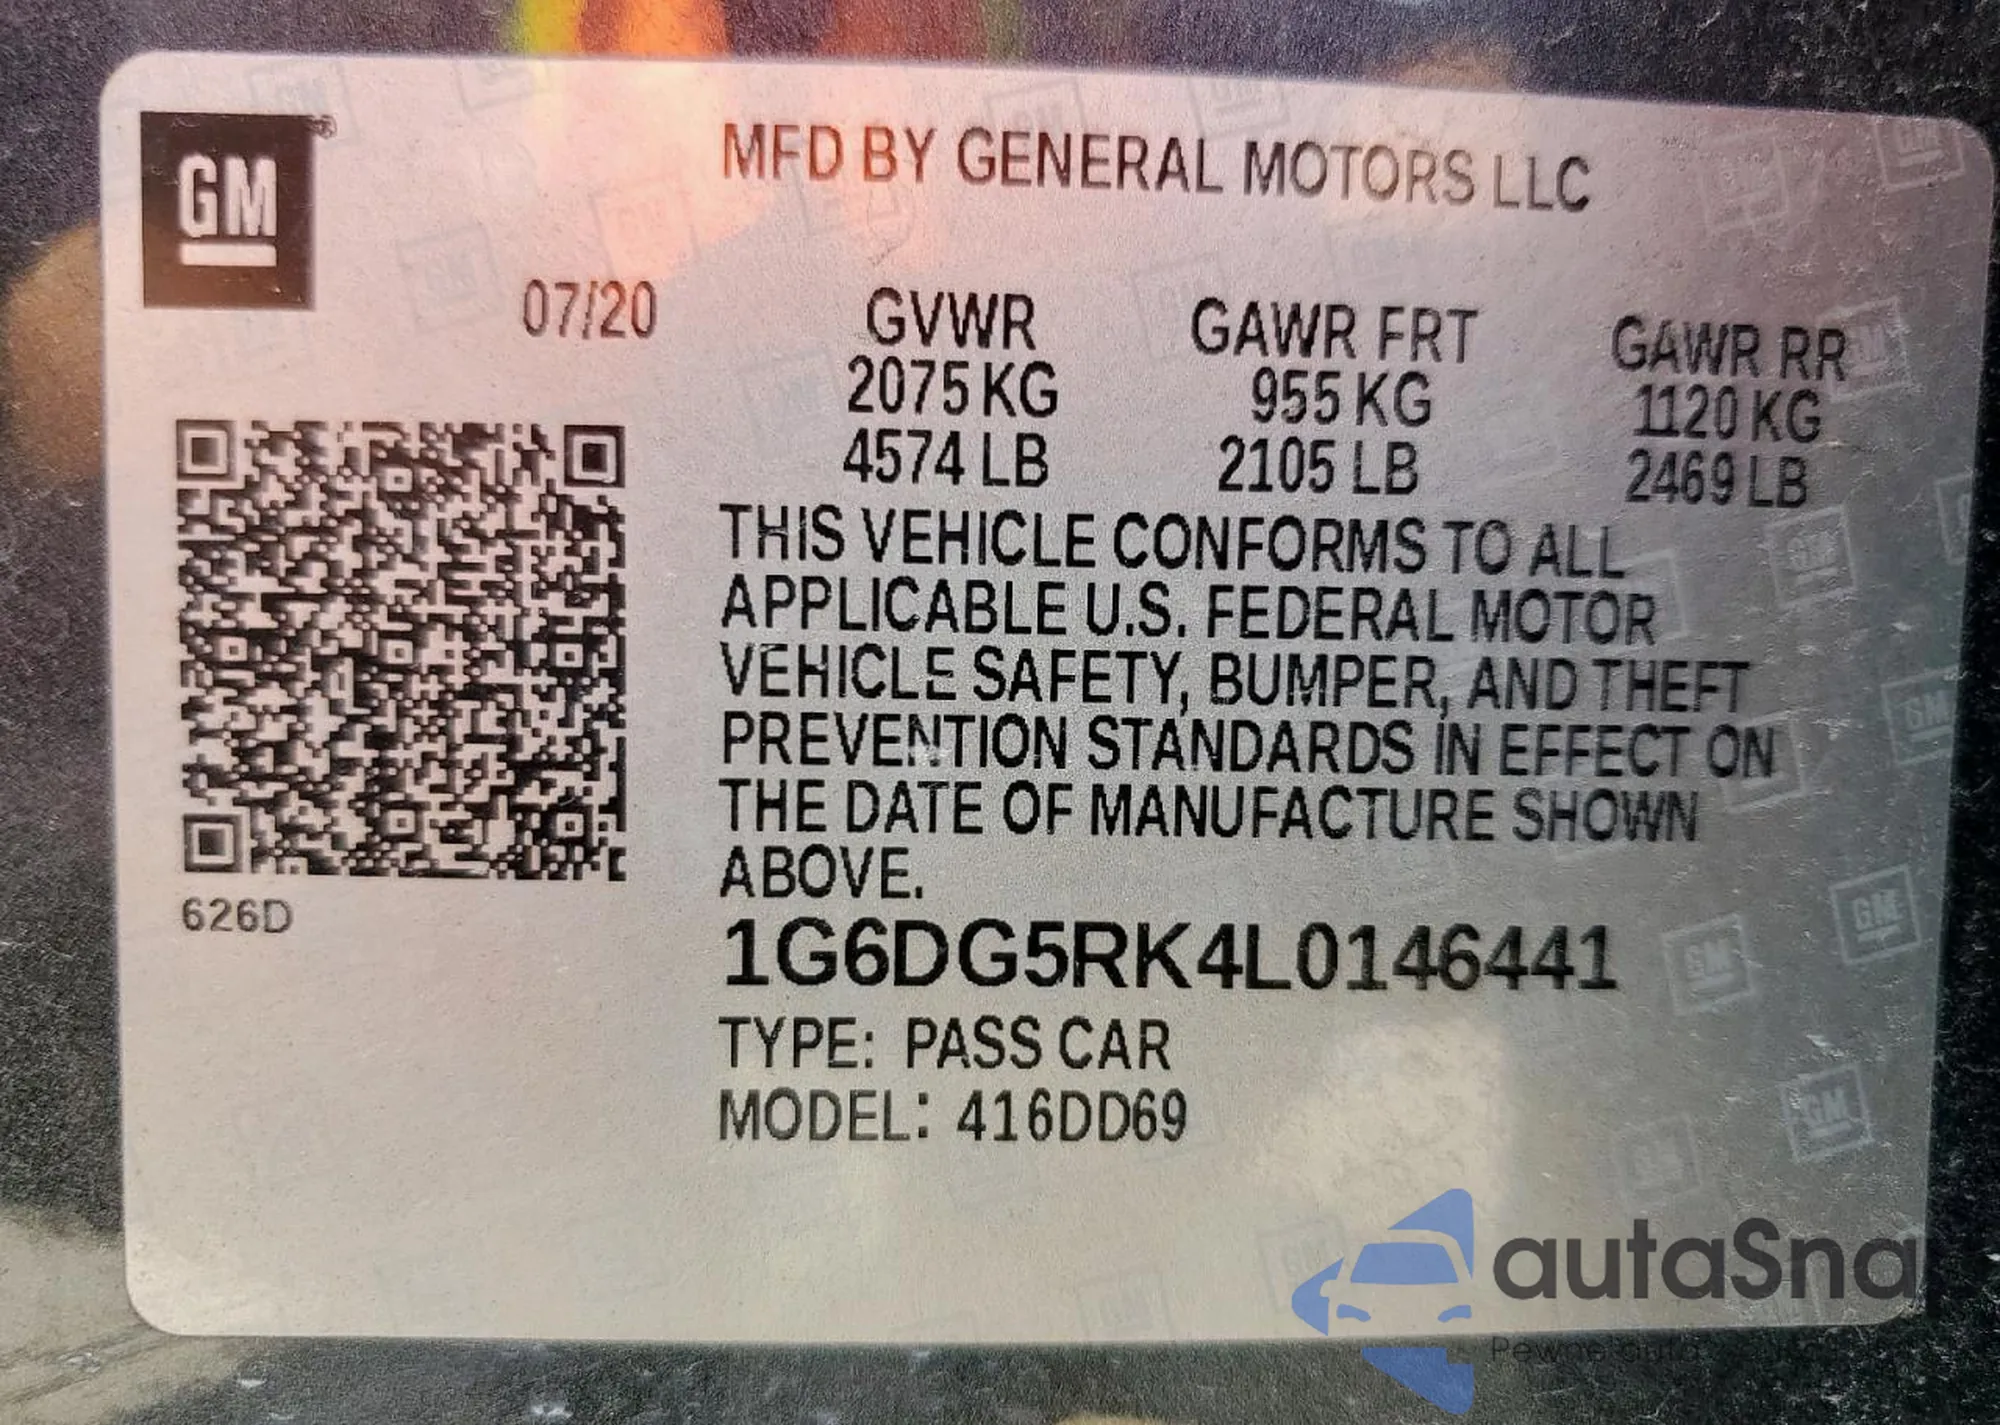 GM
MFD BY GENERAL MOTORS LLC
07/20
GVWR GAWR FRT GAWR RR
2075 KG 955 KG 1120 KG
4574 LB 2105 LB 2469 LB
THIS VEHICLE CONFORMS TO ALL
APPLICABLE U.S. FEDERAL MOTOR
VEHICLE SAFETY, BUMPER, AND THEFT
PREVENTION STANDARDS IN EFFECT ON
THE DATE OF MANUFACTURE SHOWN
ABOVE.
626D
1G6DG5RK4L0146441
TYPE: PASS CAR
MODEL: 416DD69
autaSna
Pewne auta